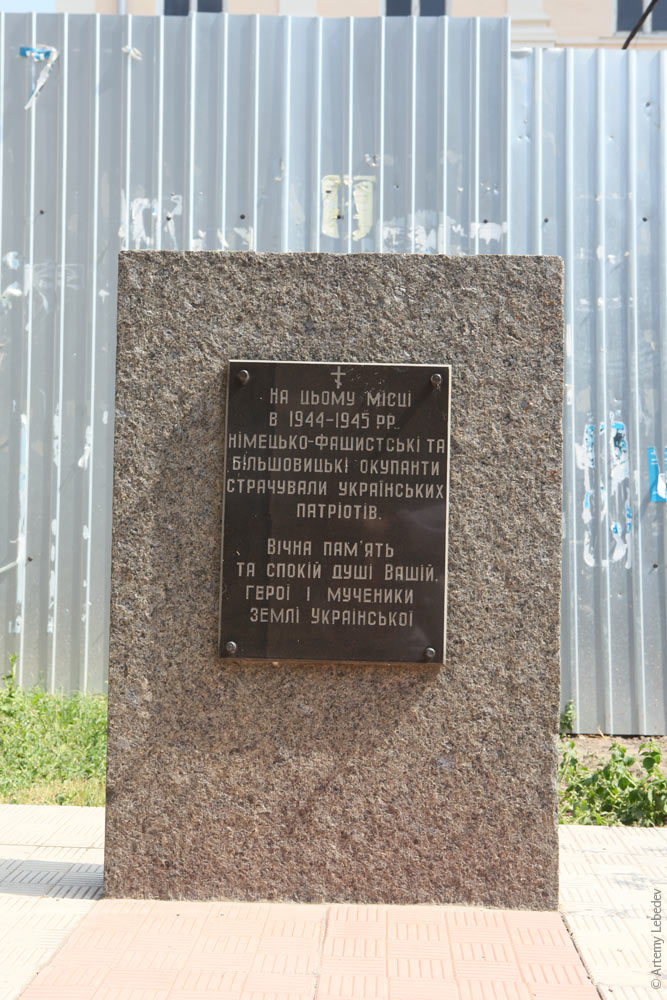 На цьому місці
в 1944-1945 рр.
німецько-фашистські та
більшовицькі окупанти
страчували українських
патріотів.
Вічна пам'ять
та спокій душі Вашій,
герої і мученики
землі української
© Artemy Lebedev